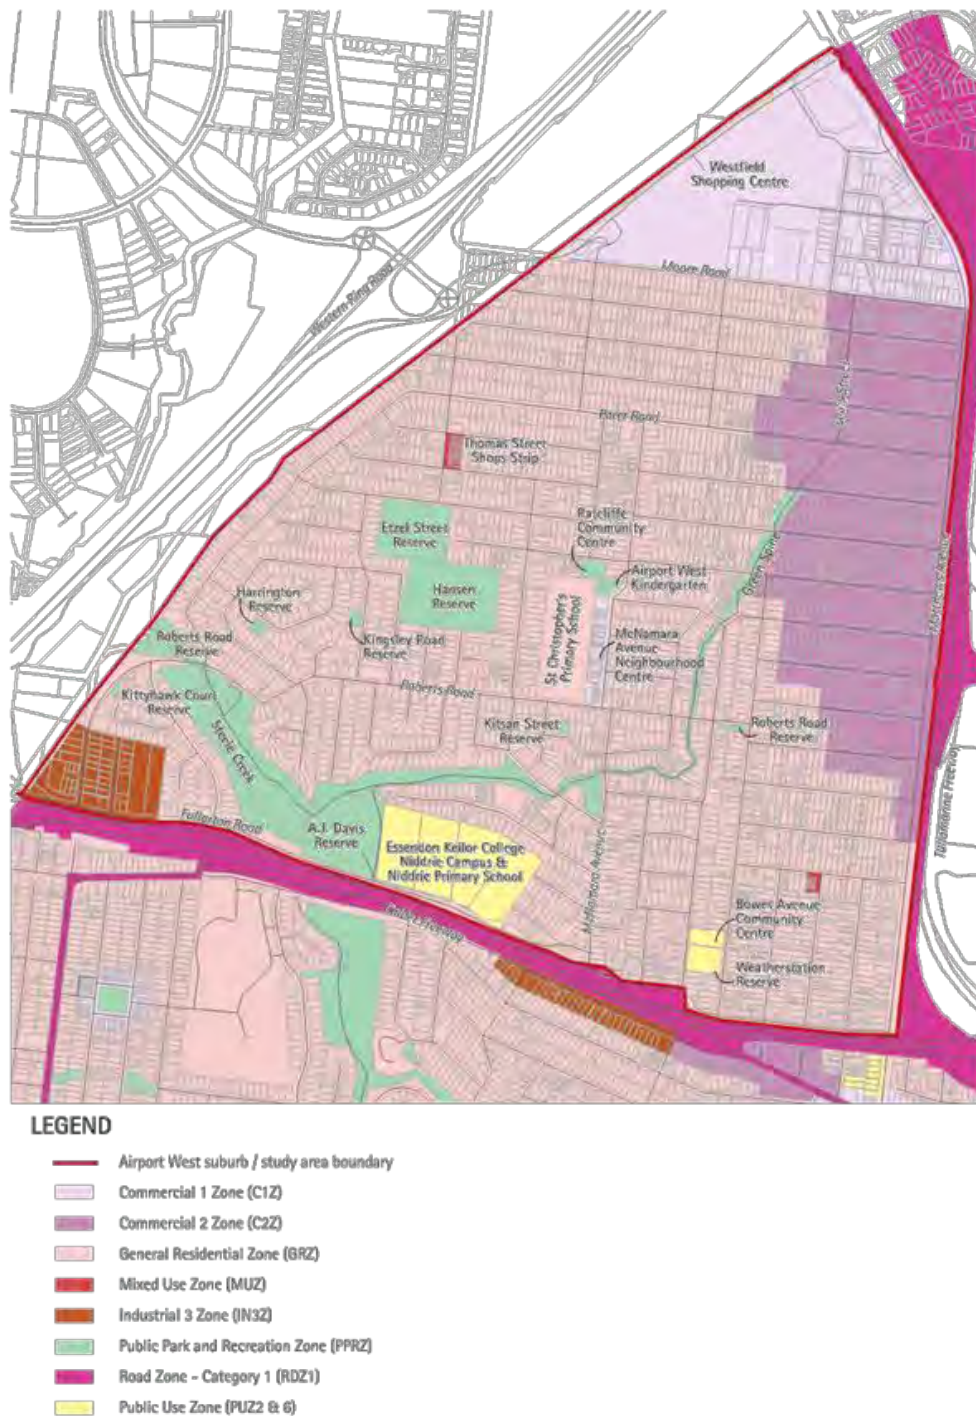 Westfield
Shopping Centre
Moore Road
Western Ring Road
Parer Road
Thomas Street
Shops Strip
Etzel Street
Reserve
Ratcliffe
Community
Centre
Green Spine
Airport West
Kindergarten
Hansen
Reserve
Harrington
Reserve
Kingsley Road
Reserve
St Christopher's
Primary School
McNamara
Avenue
Neighbourhood
Centre
Matthews Avenue
Roberts Road
Reserve
Roberts Road
Kittyhawk Court
Reserve
Kitsan Street
Reserve
Roberts Road
Reserve
Steele Creek
Tullamarine Freeway
Fullarton Road
A.J. Davis
Reserve
Essendon Keilor College
Niddrie Campus &
Niddrie Primary School
McNamara Avenue
Freeway
Bowes Avenue
Community
Centre
Weatherstation
Reserve
LEGEND
Airport West suburb / study area boundary
Commercial 1 Zone (C1Z)
Commercial 2 Zone (C2Z)
General Residential Zone (GRZ)
Mixed Use Zone (MUZ)
Industrial 3 Zone (IN3Z)
Public Park and Recreation Zone (PPRZ)
Road Zone - Category 1 (RDZ1)
Public Use Zone (PUZ2 & 6)